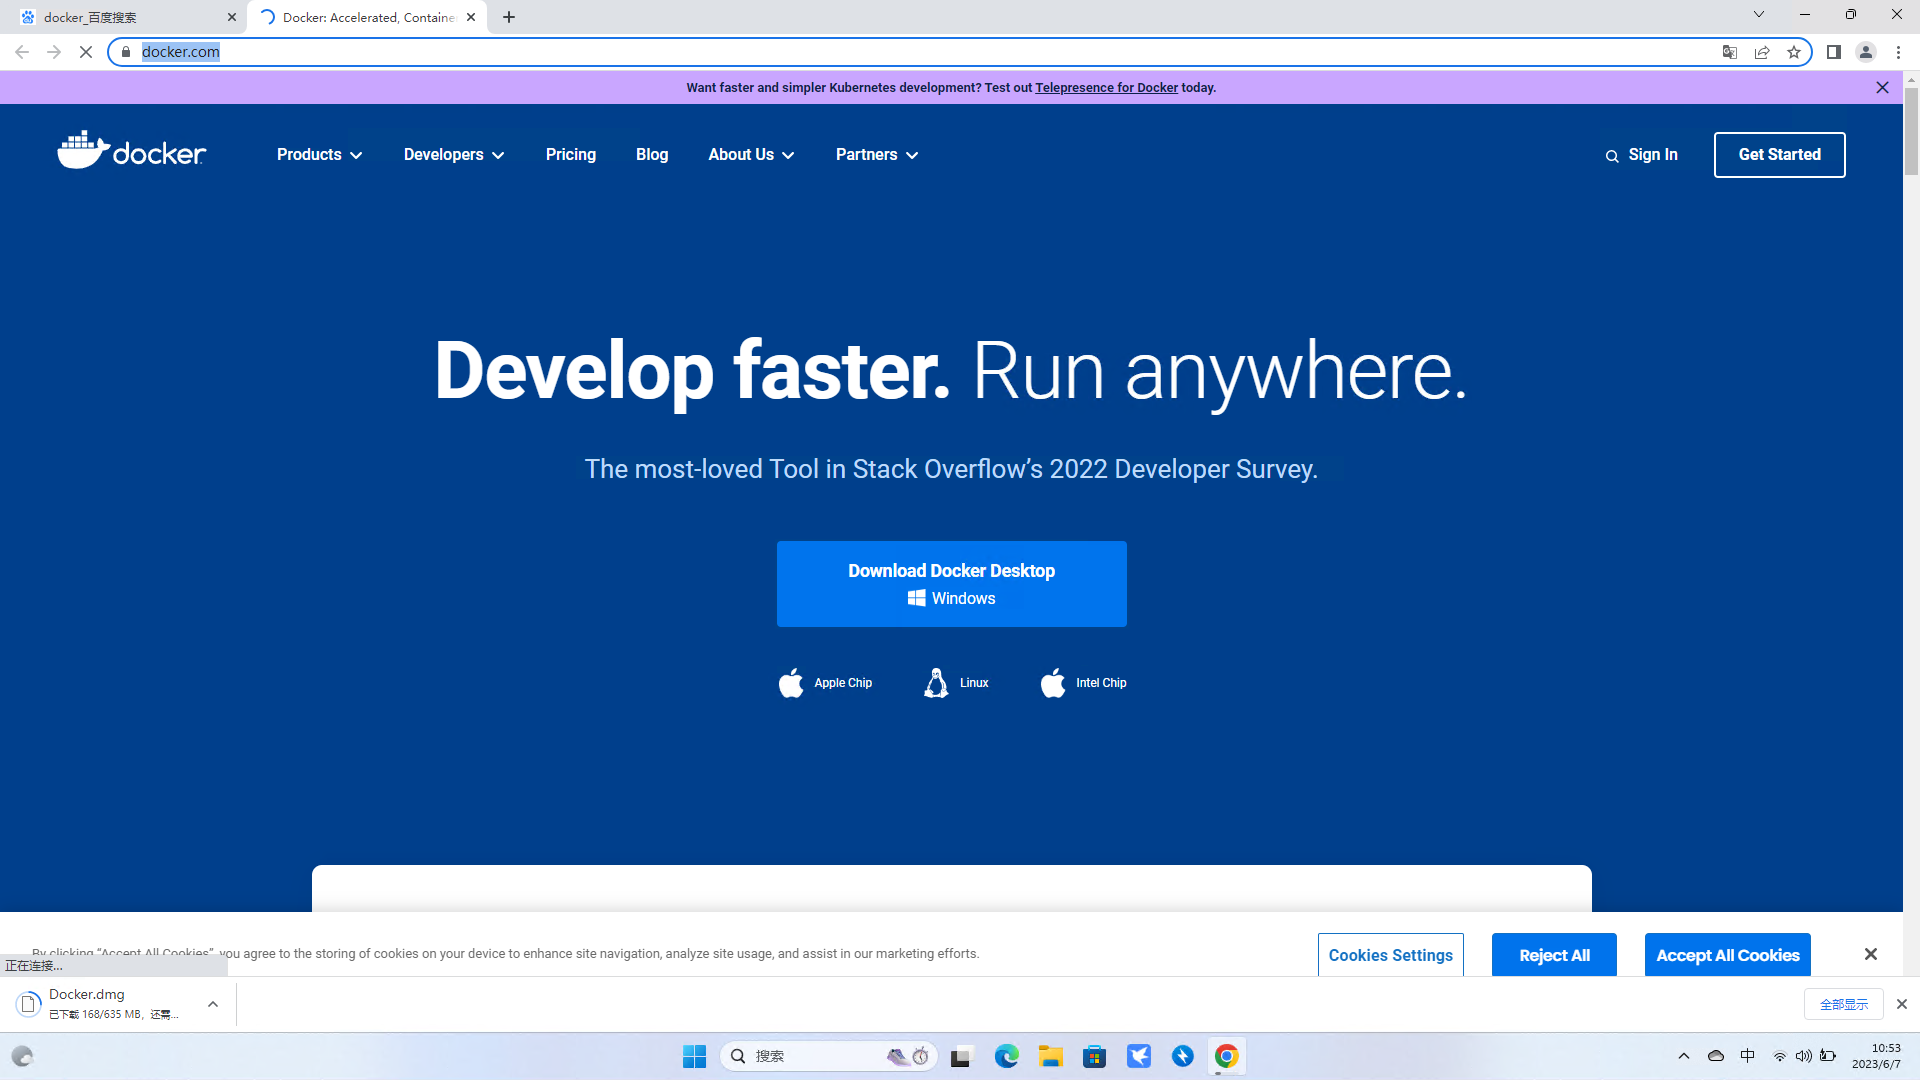 docker_百度搜索
Docker: Accelerated, Containe
docker.com
Want faster and simpler Kubernetes development? Test out Telepresence for Docker today.
docker
Products
Developers
Pricing
Blog
About Us
Partners
Sign In
Get Started
Develop faster. Run anywhere.
The most-loved Tool in Stack Overflow’s 2022 Developer Survey.
Download Docker Desktop
Windows
Apple Chip
Linux
Intel Chip
By clicking “Accept All Cookies”, you agree to the storing of cookies on your device to enhance site navigation, analyze site usage, and assist in our marketing efforts.
Cookies Settings
Reject All
Accept All Cookies
正在连接...
Docker.dmg
已下载 168/635 MB，还需...
全部显示
搜索
中
10:53
2023/6/7